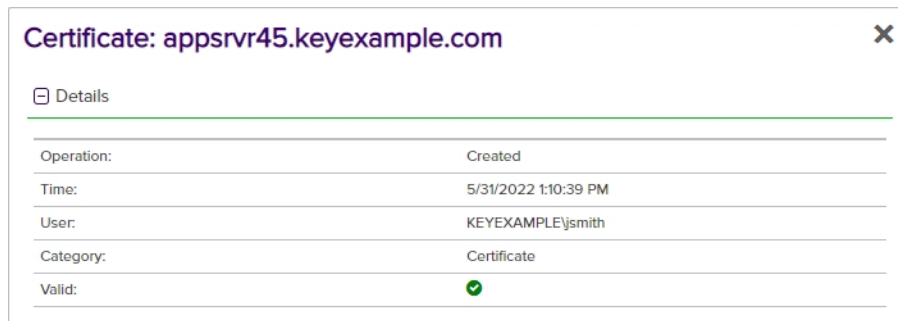 Certificate: appsrvr45.keyexample.com
Details
Operation: Created
Time: 5/31/2022 1:10:39 PM
User: KEYEXAMPLE\jsmith
Category: Certificate
Valid: